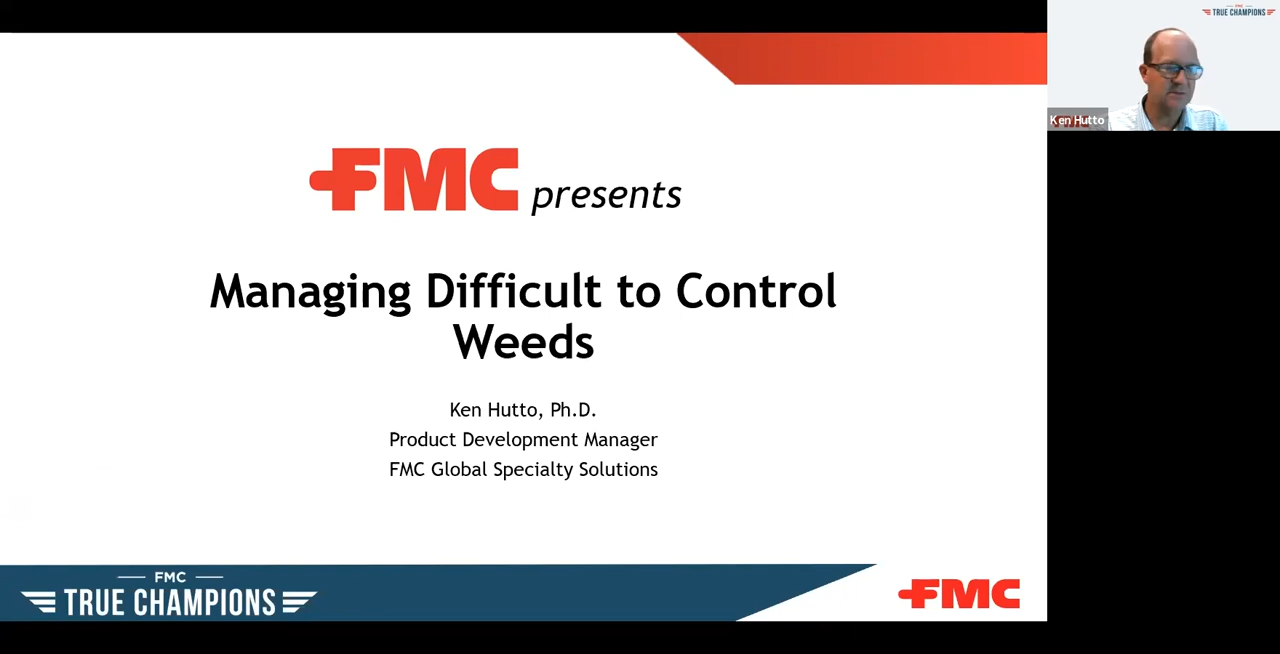 FMC
TRUE CHAMPIONS
Ken Hutto
FMC presents
Managing Difficult to Control
Weeds
Ken Hutto, Ph.D.
Product Development Manager
FMC Global Specialty Solutions
FMC
TRUE CHAMPIONS
FMC